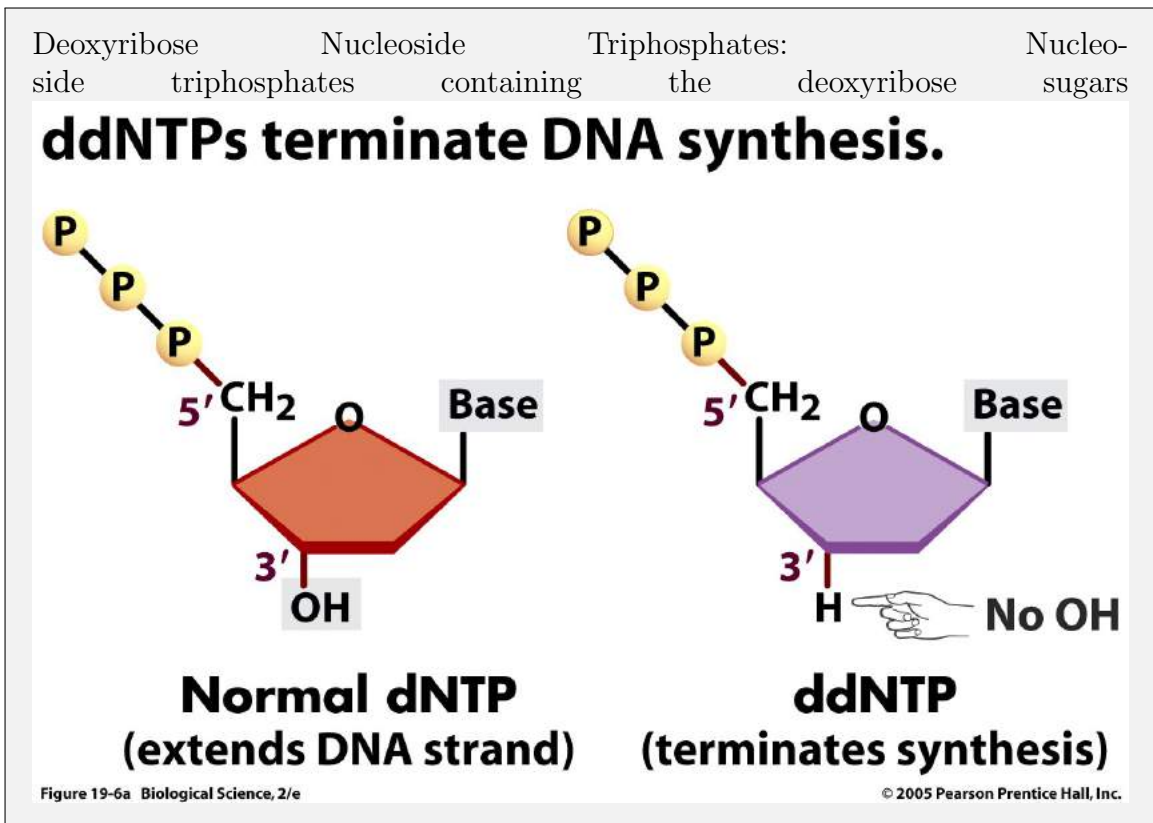 Deoxyribose Nucleoside Triphosphates: Nucleo-
side triphosphates containing the deoxyribose sugars
ddNTPs terminate DNA synthesis.
P P
P P
P P
5′ CH₂ O Base 5′ CH₂ O Base
3′ 3′
OH H No OH
Normal dNTP ddNTP
(extends DNA strand) (terminates synthesis)
Figure 19-6a Biological Science, 2/e © 2005 Pearson Prentice Hall, Inc.